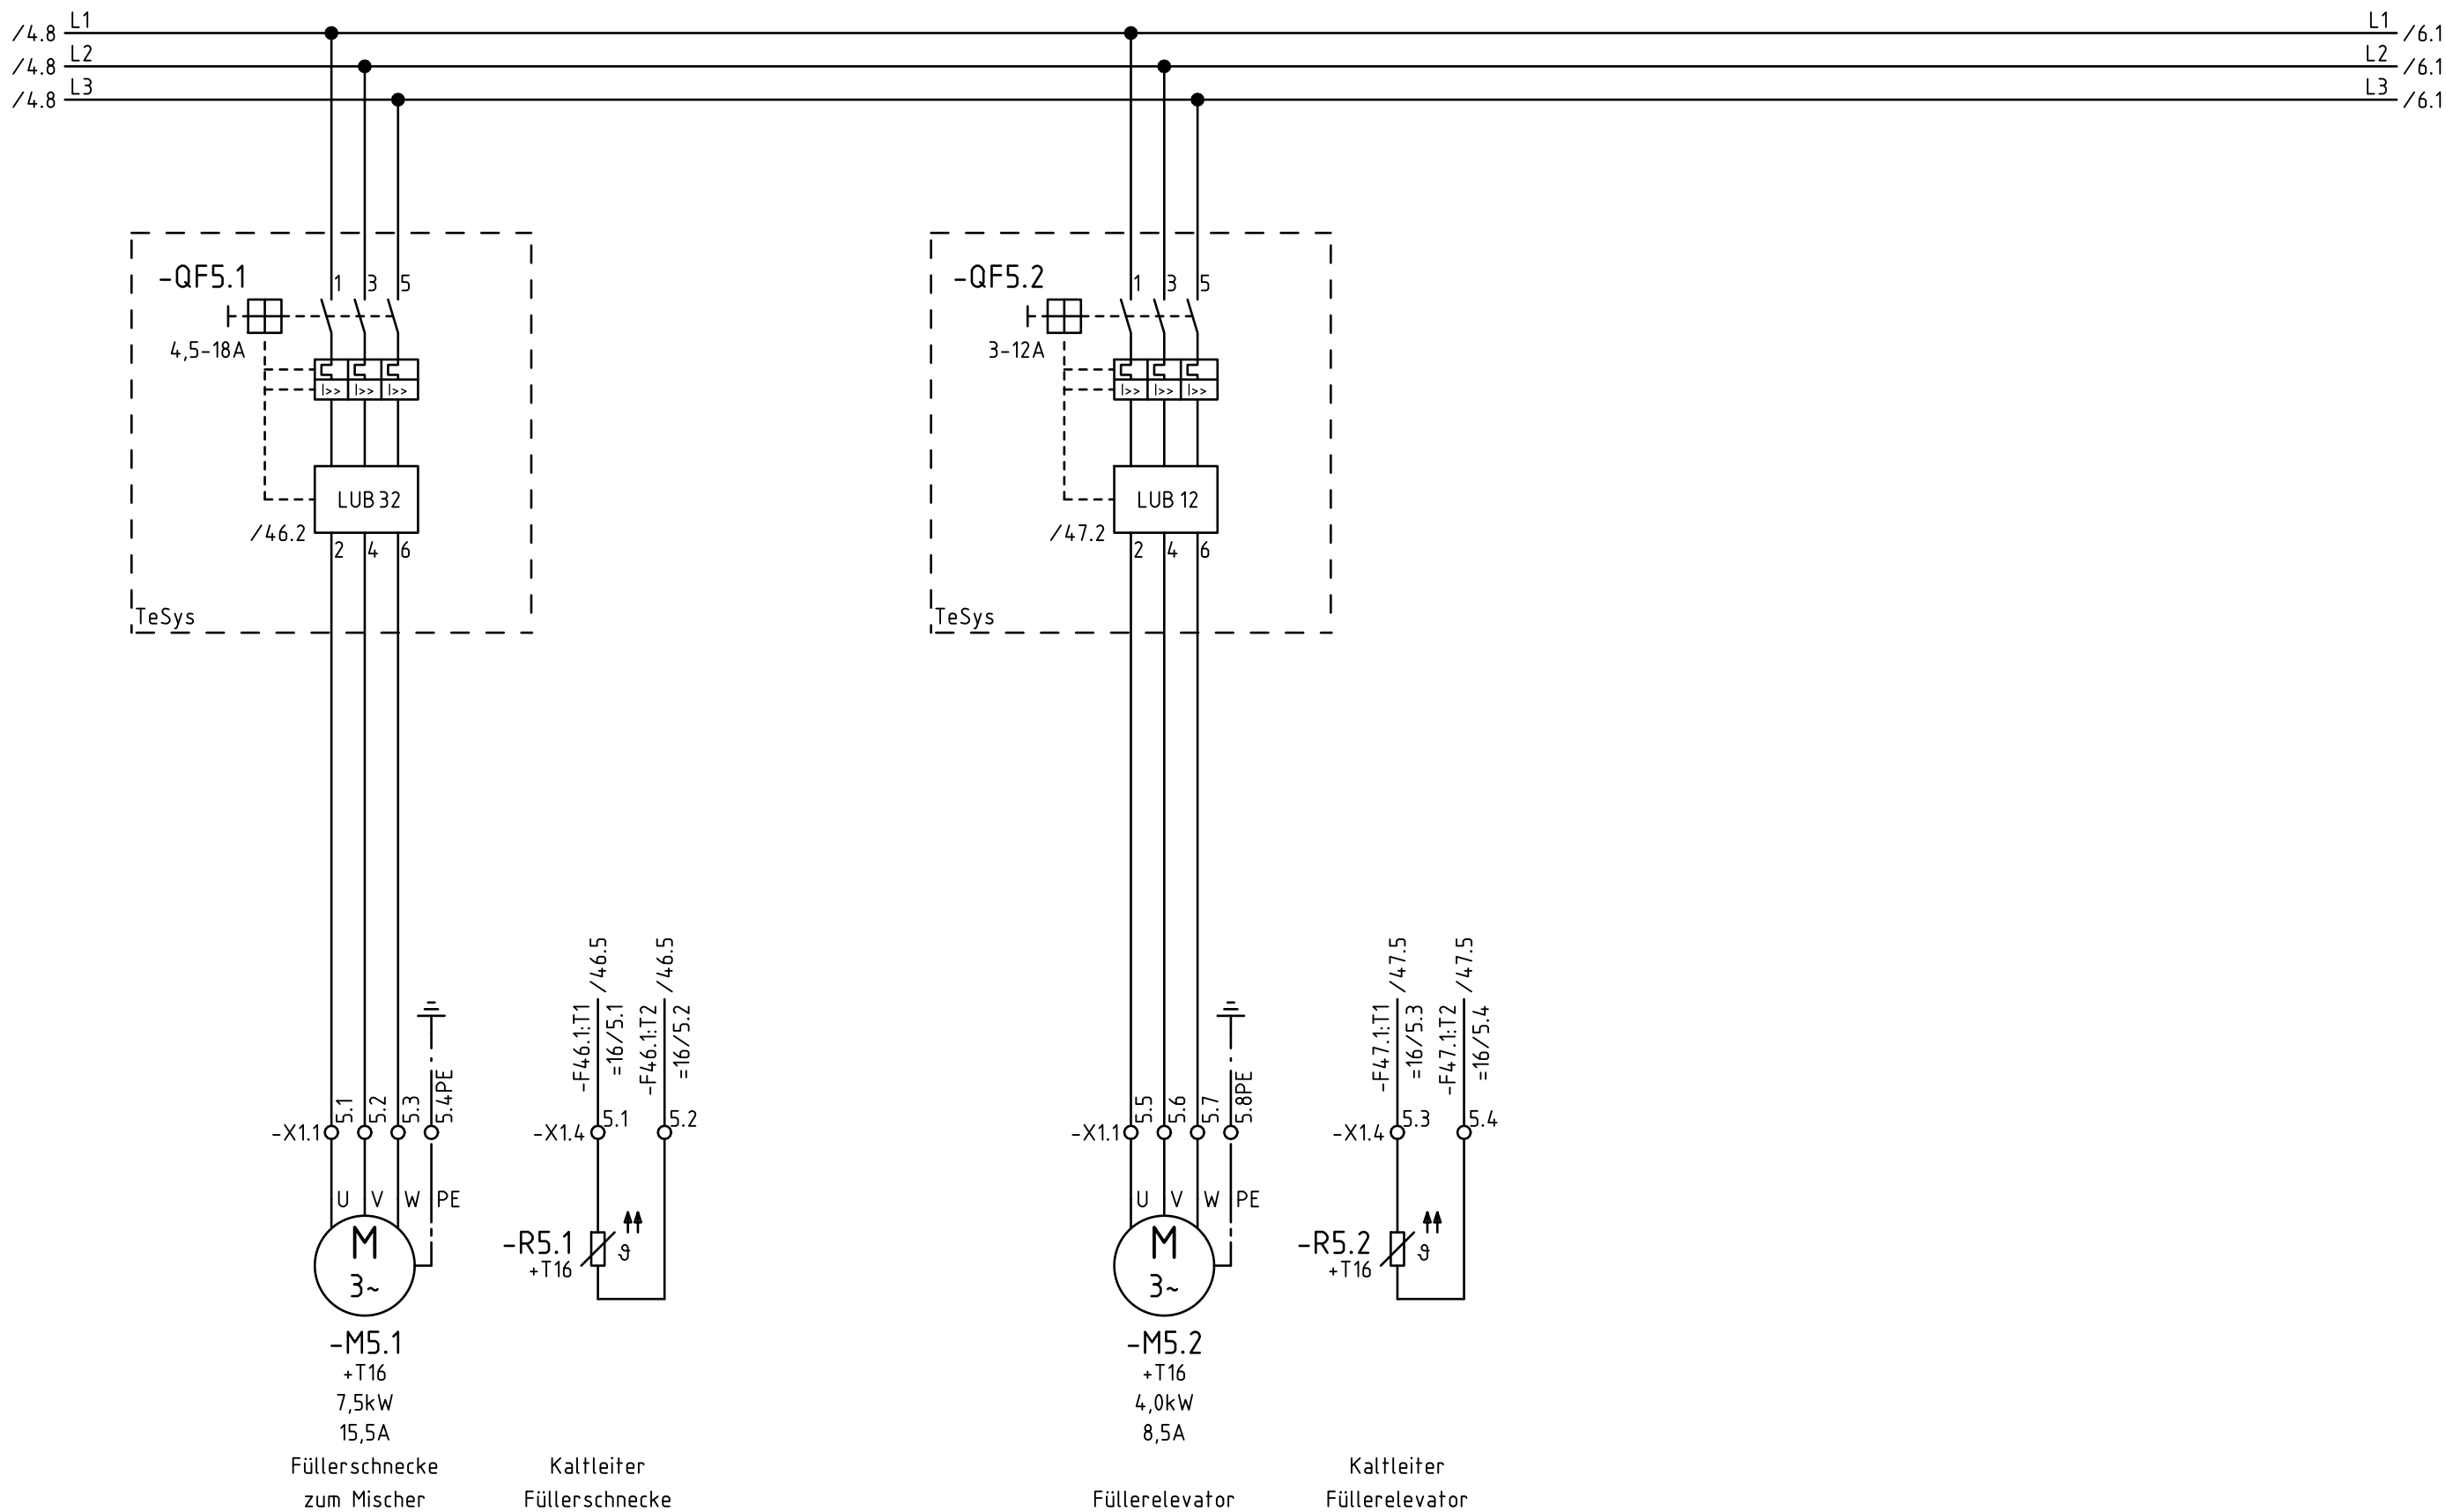 /4.8 L1 L1 /6.1
/4.8 L2 L2 /6.1
/4.8 L3 L3 /6.1
-QF5.1
1 3 5
4,5-18A
I>> I>> I>>
LUB 32
/46.2
2 4 6
TeSys
-QF5.2
1 3 5
3-12A
I>> I>> I>>
LUB 12
/47.2
2 4 6
TeSys
-X1.1
5.1
5.2
5.3
5.4PE
U V W PE
M
3~
-M5.1
+T16
7,5kW
15,5A
Füllerschnecke
zum Mischer
/46.5
-F46.1:T1
=16/5.1
/46.5
-F46.1:T2
=16/5.2
-X1.4
5.1
5.2
-R5.1
+T16
ϑ
Kaltleiter
Füllerschnecke
-X1.1
5.5
5.6
5.7
5.8PE
U V W PE
M
3~
-M5.2
+T16
4,0kW
8,5A
Füllerelevator
/47.5
-F47.1:T1
=16/5.3
/47.5
-F47.1:T2
=16/5.4
-X1.4
5.3
5.4
-R5.2
+T16
ϑ
Kaltleiter
Füllerelevator